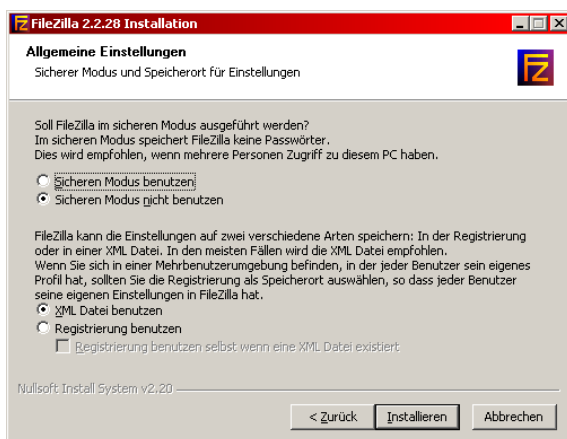 FileZilla 2.2.28 Installation
Allgemeine Einstellungen
Sicherer Modus und Speicherort für Einstellungen
Soll FileZilla im sicheren Modus ausgeführt werden?
Im sicheren Modus speichert FileZilla keine Passwörter.
Dies wird empfohlen, wenn mehrere Personen Zugriff zu diesem PC haben.
Sicheren Modus benutzen
Sicheren Modus nicht benutzen
FileZilla kann die Einstellungen auf zwei verschiedene Arten speichern: In der Registrierung
oder in einer XML Datei. In den meisten Fällen wird die XML Datei empfohlen.
Wenn Sie sich in einer Mehrbenutzerumgebung befinden, in der jeder Benutzer sein eigenes
Profil hat, sollten Sie die Registrierung als Speicherort auswählen, so dass jeder Benutzer
seine eigenen Einstellungen in FileZilla hat.
XML Datei benutzen
Registrierung benutzen
Registrierung benutzen selbst wenn eine XML Datei existiert
Nullsoft Install System v2.20
< Zurück Installieren Abbrechen